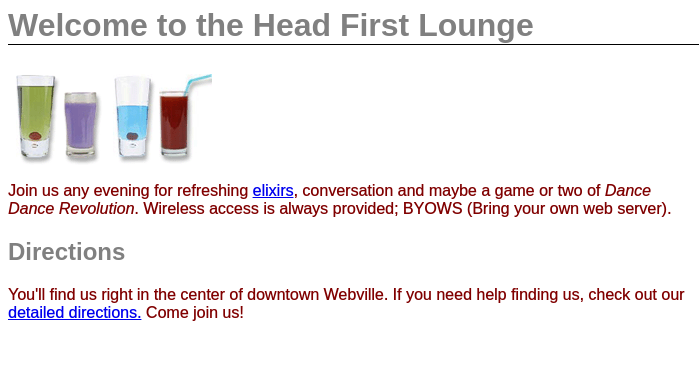 Welcome to the Head First Lounge
Join us any evening for refreshing elixirs, conversation and maybe a game or two of Dance
Dance Revolution. Wireless access is always provided; BYOWS (Bring your own web server).
Directions
You'll find us right in the center of downtown Webville. If you need help finding us, check out our
detailed directions. Come join us!